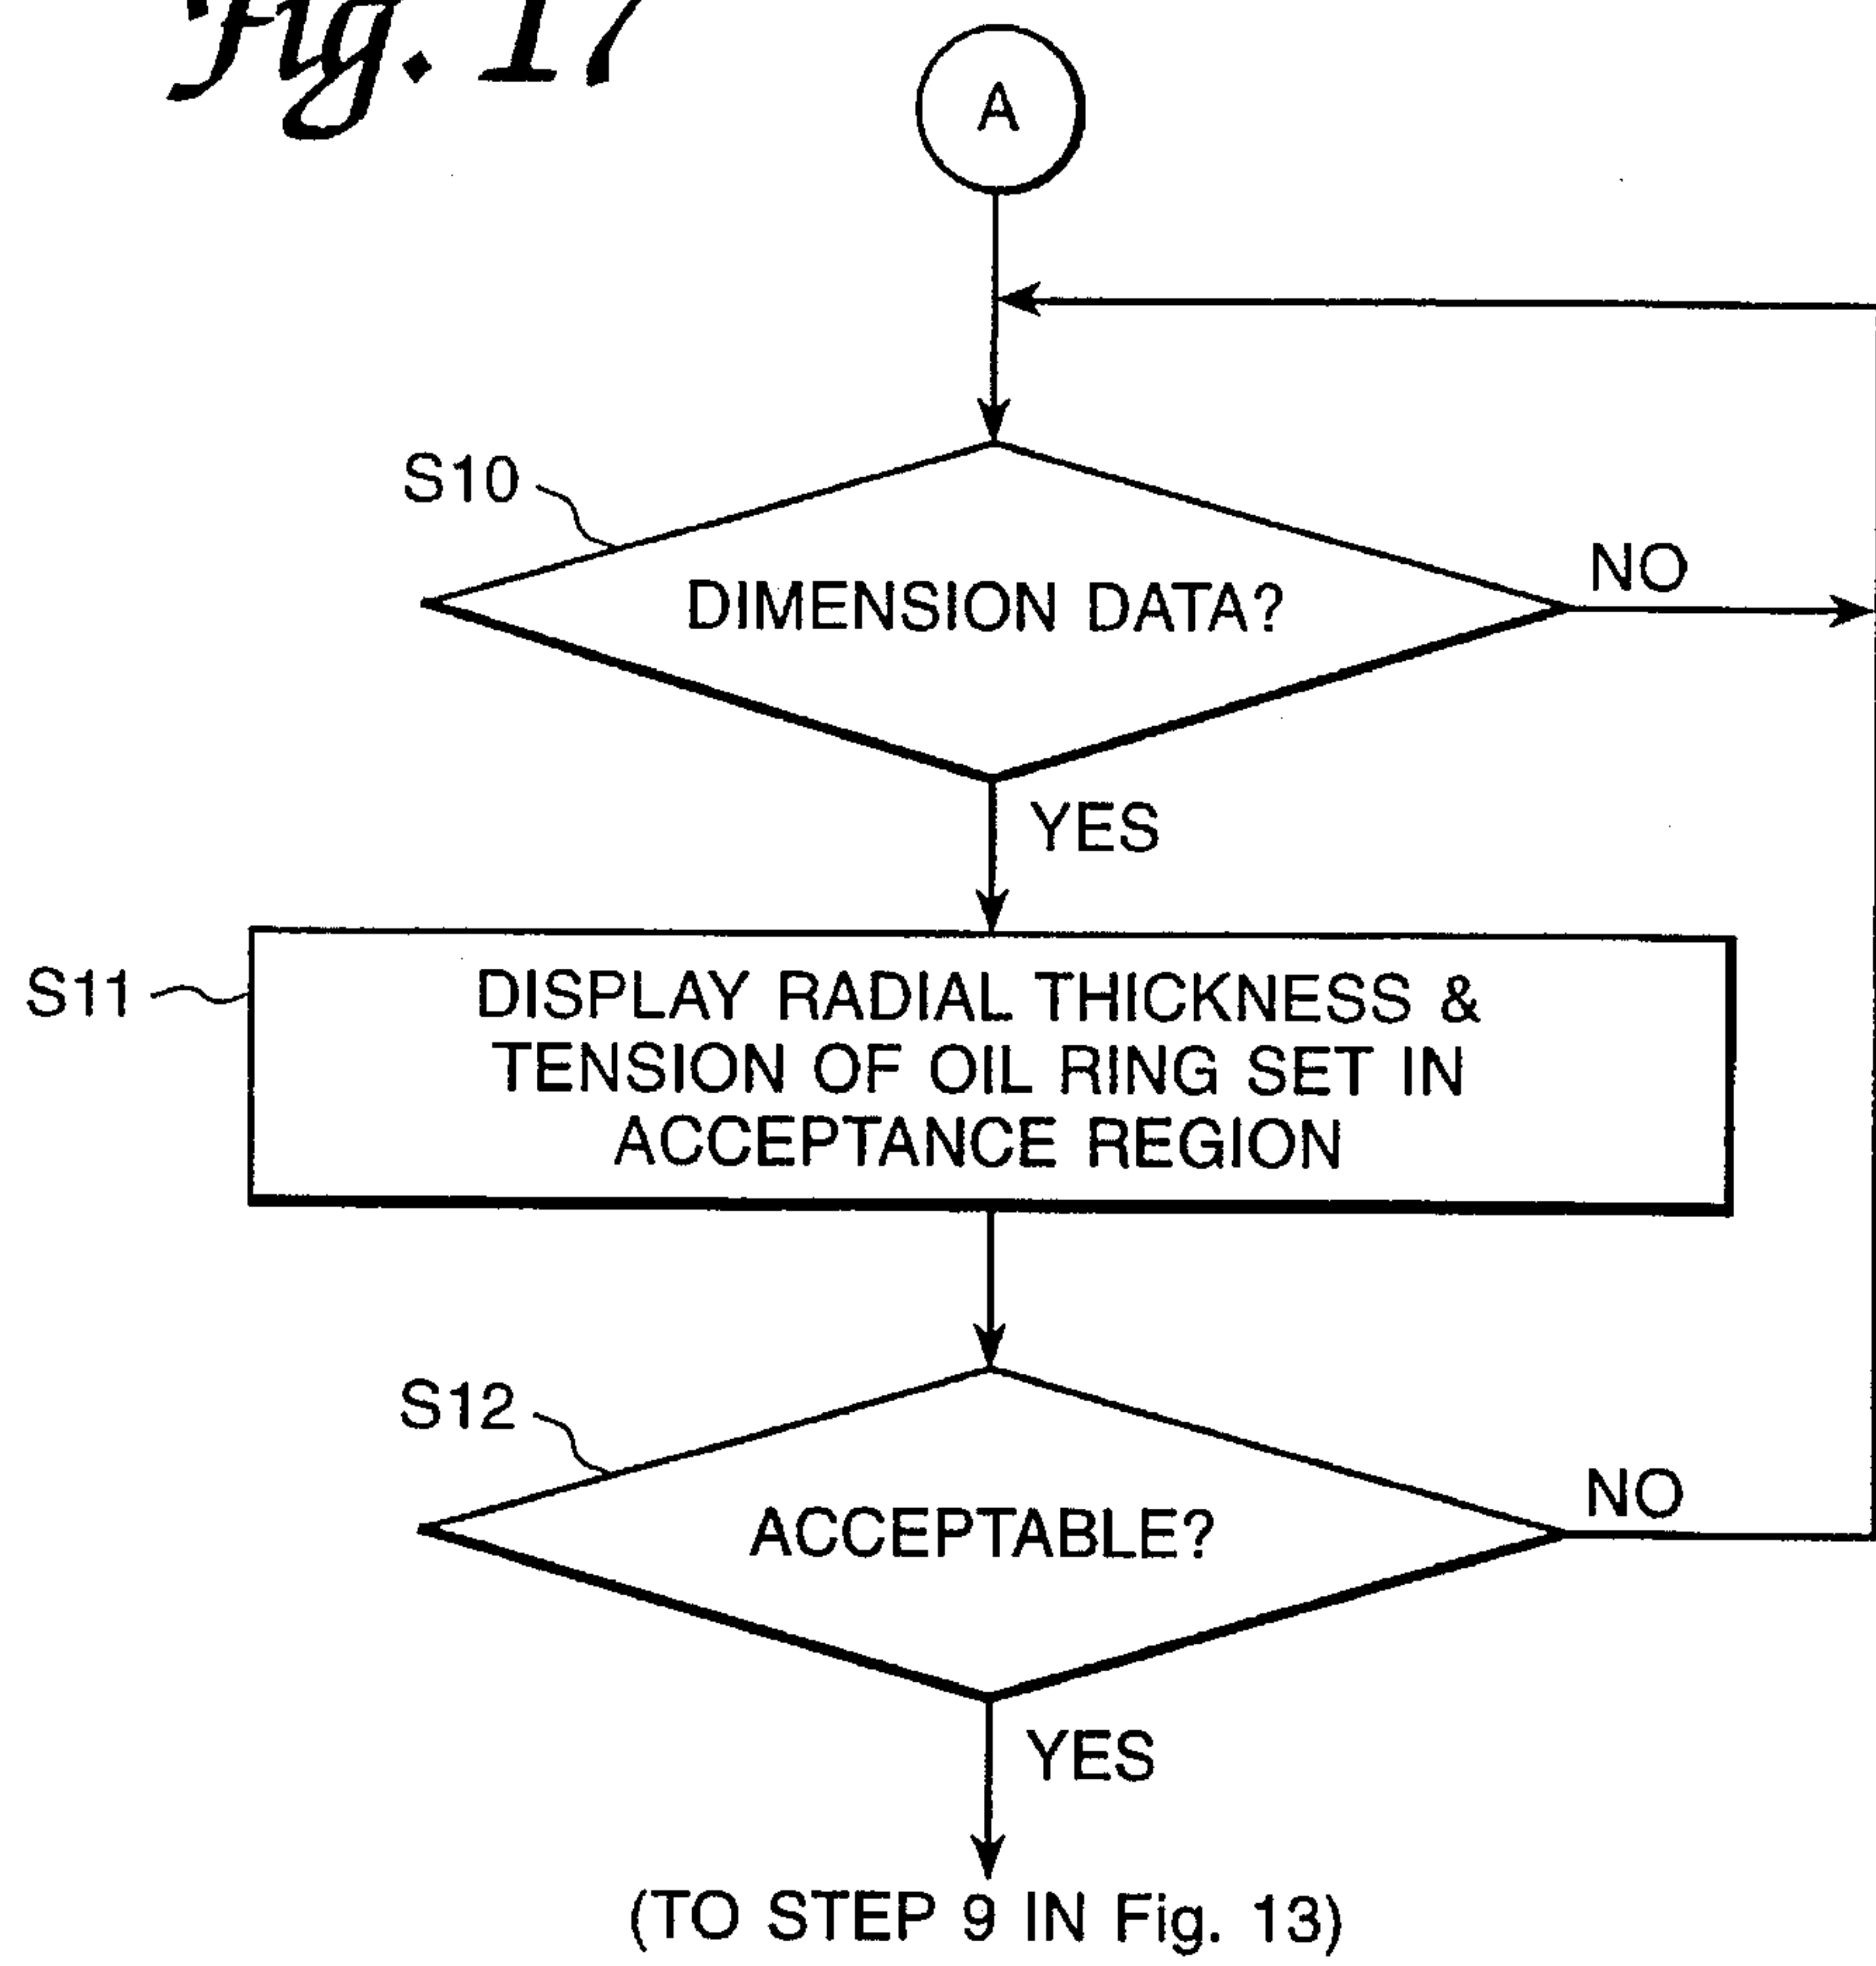 Fig. 17
A
S10
DIMENSION DATA?
NO
YES
S11
DISPLAY RADIAL THICKNESS &
TENSION OF OIL RING SET IN
ACCEPTANCE REGION
S12
ACCEPTABLE?
NO
YES
(TO STEP 9 IN Fig. 13)